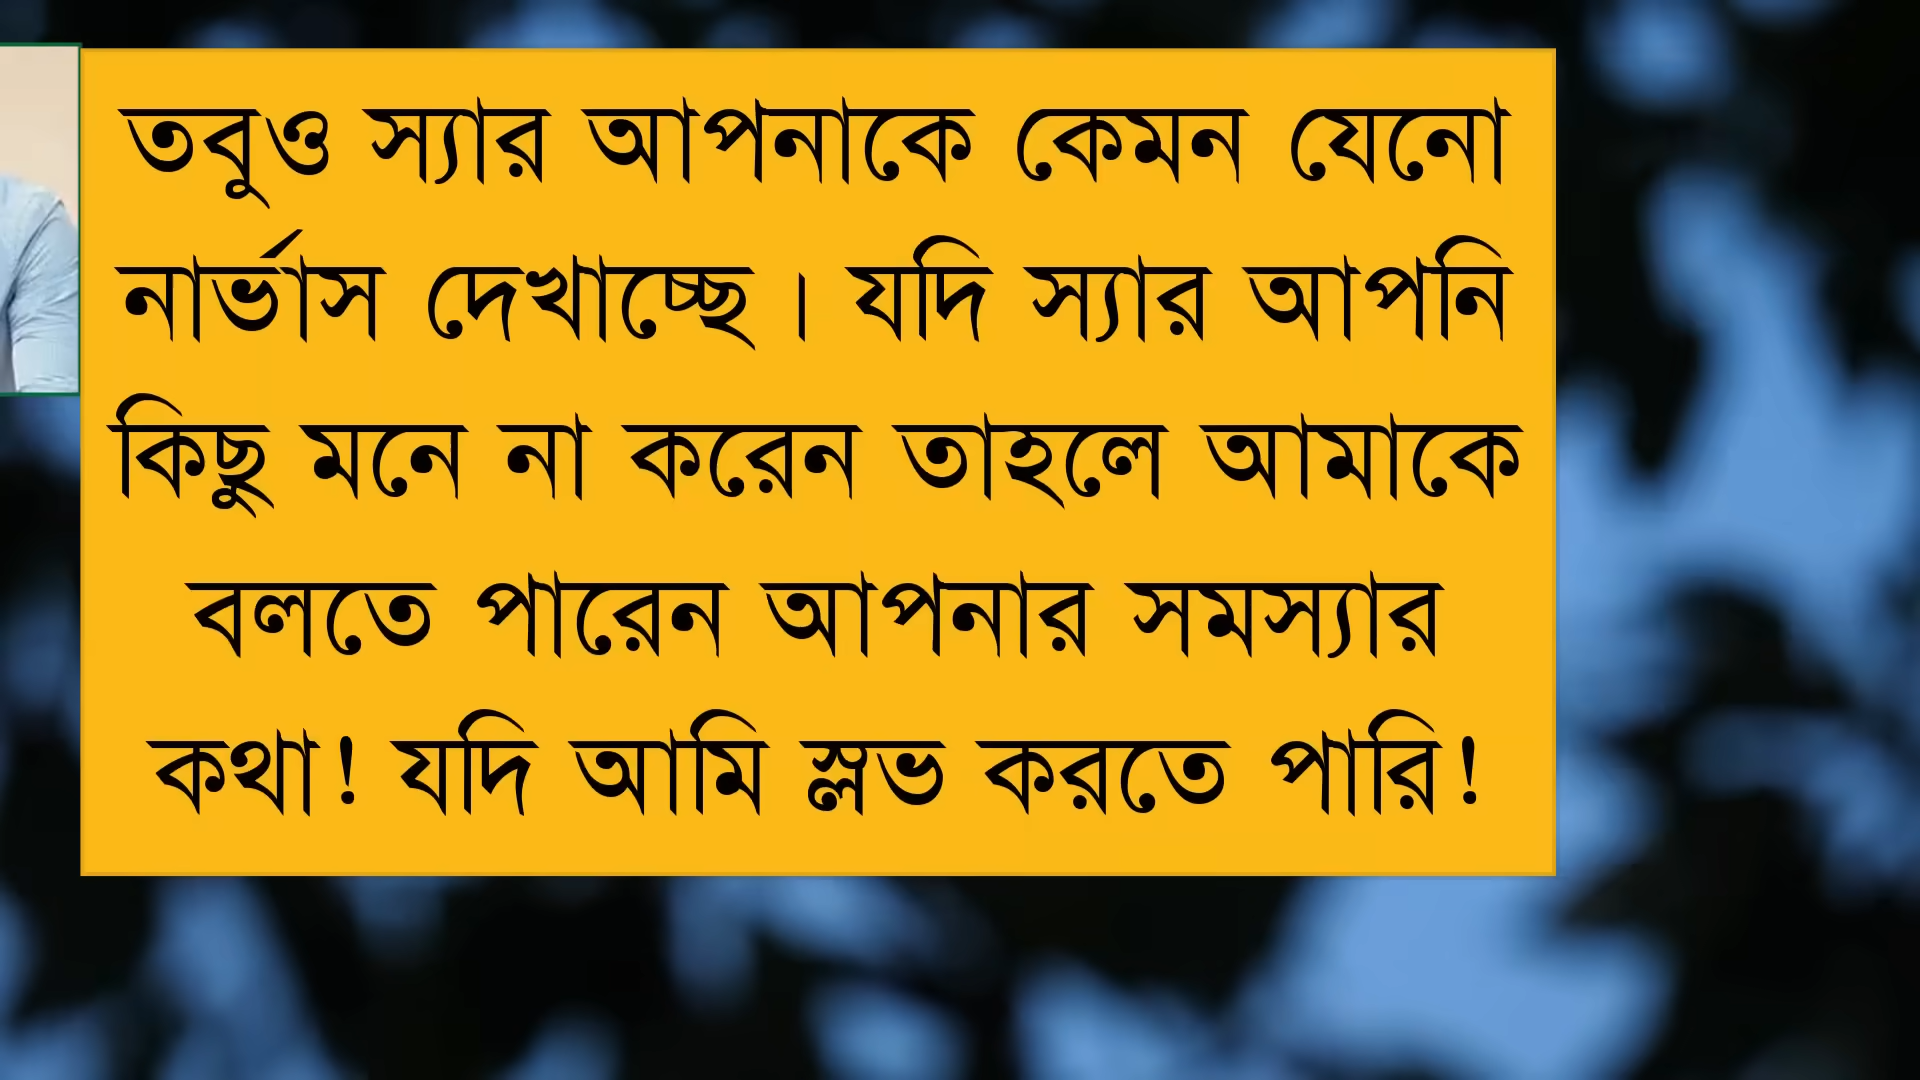 তবুও স্যার আপনাকে কেমন যেনো
নার্ভাস দেখাচ্ছে। যদি স্যার আপনি
কিছু মনে না করেন তাহলে আমাকে
বলতে পারেন আপনার সমস্যার
কথা! যদি আমি স্লভ করতে পারি!